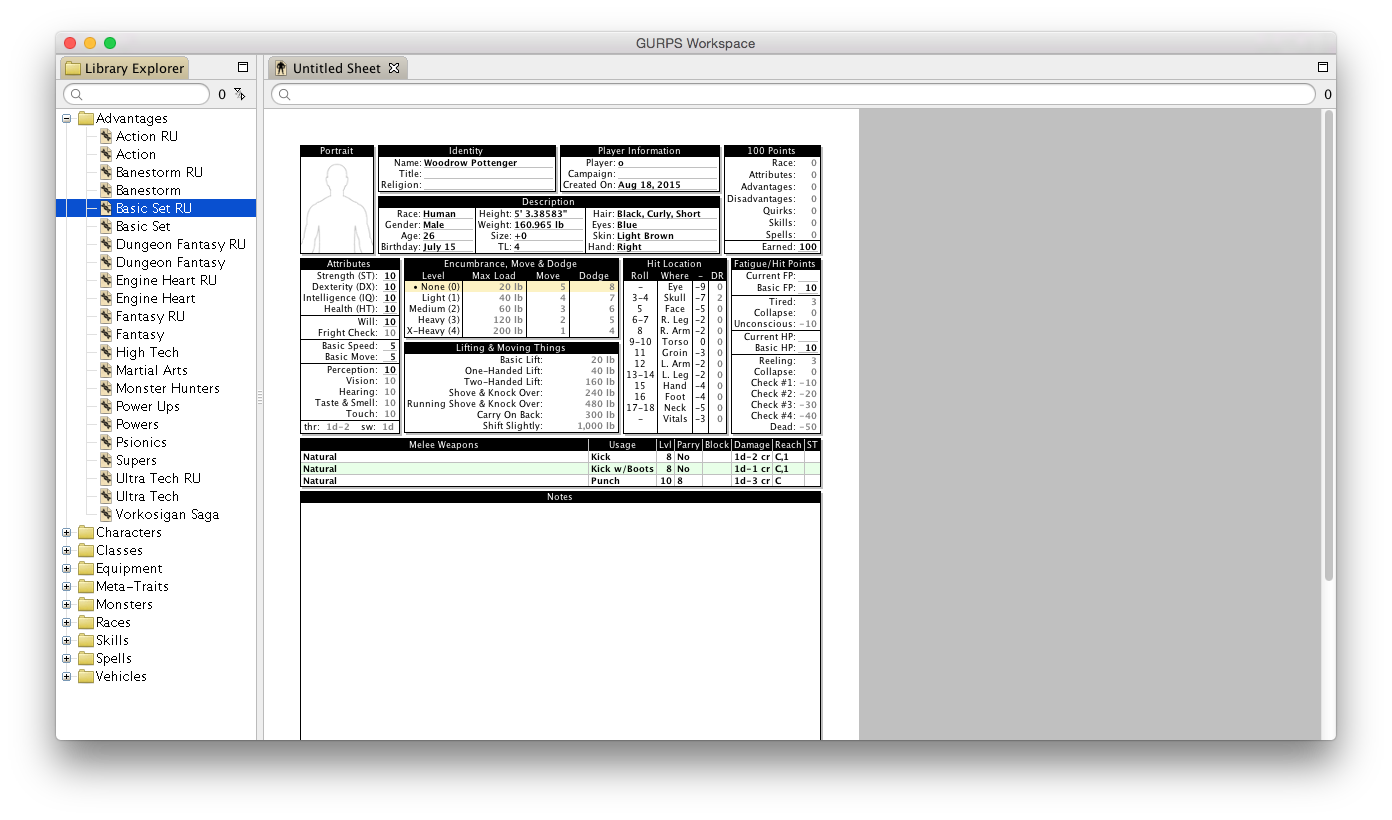 GURPS Workspace
Library Explorer
0
Advantages
Action RU
Action
Banestorm RU
Banestorm
Basic Set RU
Basic Set
Dungeon Fantasy RU
Dungeon Fantasy
Engine Heart RU
Engine Heart
Fantasy RU
Fantasy
High Tech
Martial Arts
Monster Hunters
Power Ups
Powers
Psionics
Supers
Ultra Tech RU
Ultra Tech
Vorkosigan Saga
Characters
Classes
Equipment
Meta-Traits
Monsters
Races
Skills
Spells
Vehicles
Untitled Sheet
0
Portrait
Identity
Name: Woodrow Pottenger
Title:
Religion:
Player Information
Player: o
Campaign:
Created On: Aug 18, 2015
100 Points
Race: 0
Attributes: 0
Advantages: 0
Disadvantages: 0
Quirks: 0
Skills: 0
Spells: 0
Earned: 100
Description
Race: Human Height: 5' 3.38583" Hair: Black, Curly, Short
Gender: Male Weight: 160.965 lb Eyes: Blue
Age: 26 Size: +0 Skin: Light Brown
Birthday: July 15 TL: 4 Hand: Right
Attributes
Strength (ST): 10
Dexterity (DX): 10
Intelligence (IQ): 10
Health (HT): 10
Will: 10
Fright Check: 10
Basic Speed: 5
Basic Move: 5
Perception: 10
Vision: 10
Hearing: 10
Taste & Smell: 10
Touch: 10
thr: 1d-2 sw: 1d
Encumbrance, Move & Dodge
Level Max Load Move Dodge
• None (0) 20 lb 5 8
Light (1) 40 lb 4 7
Medium (2) 60 lb 3 6
Heavy (3) 120 lb 2 5
X-Heavy (4) 200 lb 1 4
Lifting & Moving Things
Basic Lift: 20 lb
One-Handed Lift: 40 lb
Two-Handed Lift: 160 lb
Shove & Knock Over: 240 lb
Running Shove & Knock Over: 480 lb
Carry On Back: 300 lb
Shift Slightly: 1,000 lb
Hit Location
Roll Where - DR
- Eye -9 0
3-4 Skull -7 2
5 Face -5 0
6-7 R. Leg -2 0
8 R. Arm -2 0
9-10 Torso 0 0
11 Groin -3 0
12 L. Arm -2 0
13-14 L. Leg -2 0
15 Hand -4 0
16 Foot -4 0
17-18 Neck -5 0
- Vitals -3 0
Fatigue/Hit Points
Current FP:
Basic FP: 10
Tired: 3
Collapse: 0
Unconscious: -10
Current HP:
Basic HP: 10
Reeling: 3
Collapse: 0
Check #1: -10
Check #2: -20
Check #3: -30
Check #4: -40
Dead: -50
Melee Weapons Usage Lvl Parry Block Damage Reach ST
Natural Kick 8 No 1d-2 cr C,1
Natural Kick w/Boots 8 No 1d-1 cr C,1
Natural Punch 10 8 1d-3 cr C
Notes